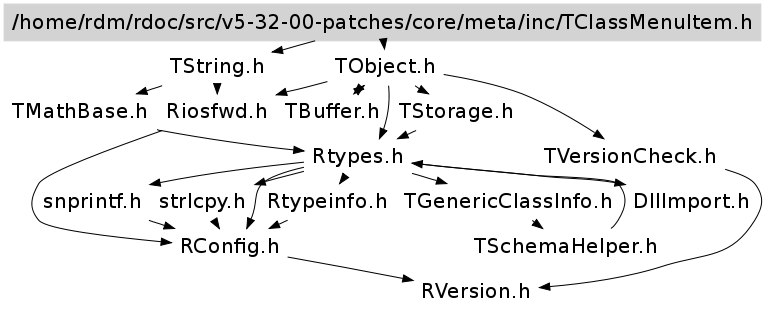 /home/rdm/rdoc/src/v5-32-00-patches/core/meta/inc/TClassMenuItem.h
TString.h
TObject.h
TMathBase.h
Riosfwd.h
TBuffer.h
TStorage.h
Rtypes.h
TVersionCheck.h
snprintf.h
strlcpy.h
Rtypeinfo.h
TGenericClassInfo.h
DllImport.h
RConfig.h
TSchemaHelper.h
RVersion.h